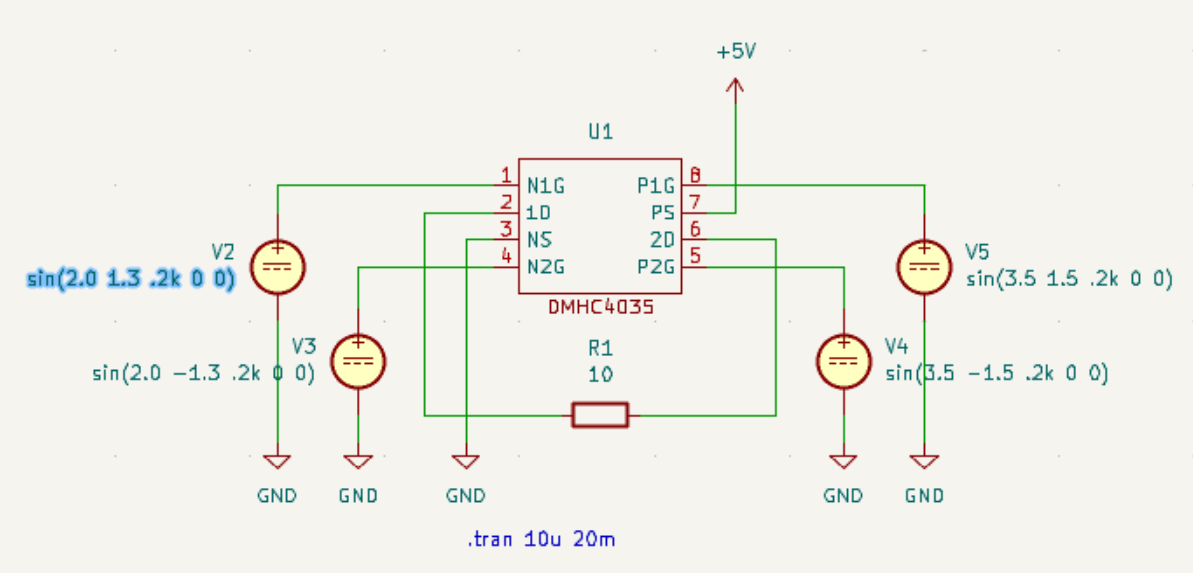 +5V
U1
1 N1G P1G 8
2 1D PS 7
3 NS 2D 6
4 N2G P2G 5
DMHC4035
V2
sin(2.0 1.3 .2k 0 0)
V5
sin(3.5 1.5 .2k 0 0)
V3
sin(2.0 -1.3 .2k 0 0)
R1
10
V4
sin(3.5 -1.5 .2k 0 0)
GND GND GND GND GND
.tran 10u 20m